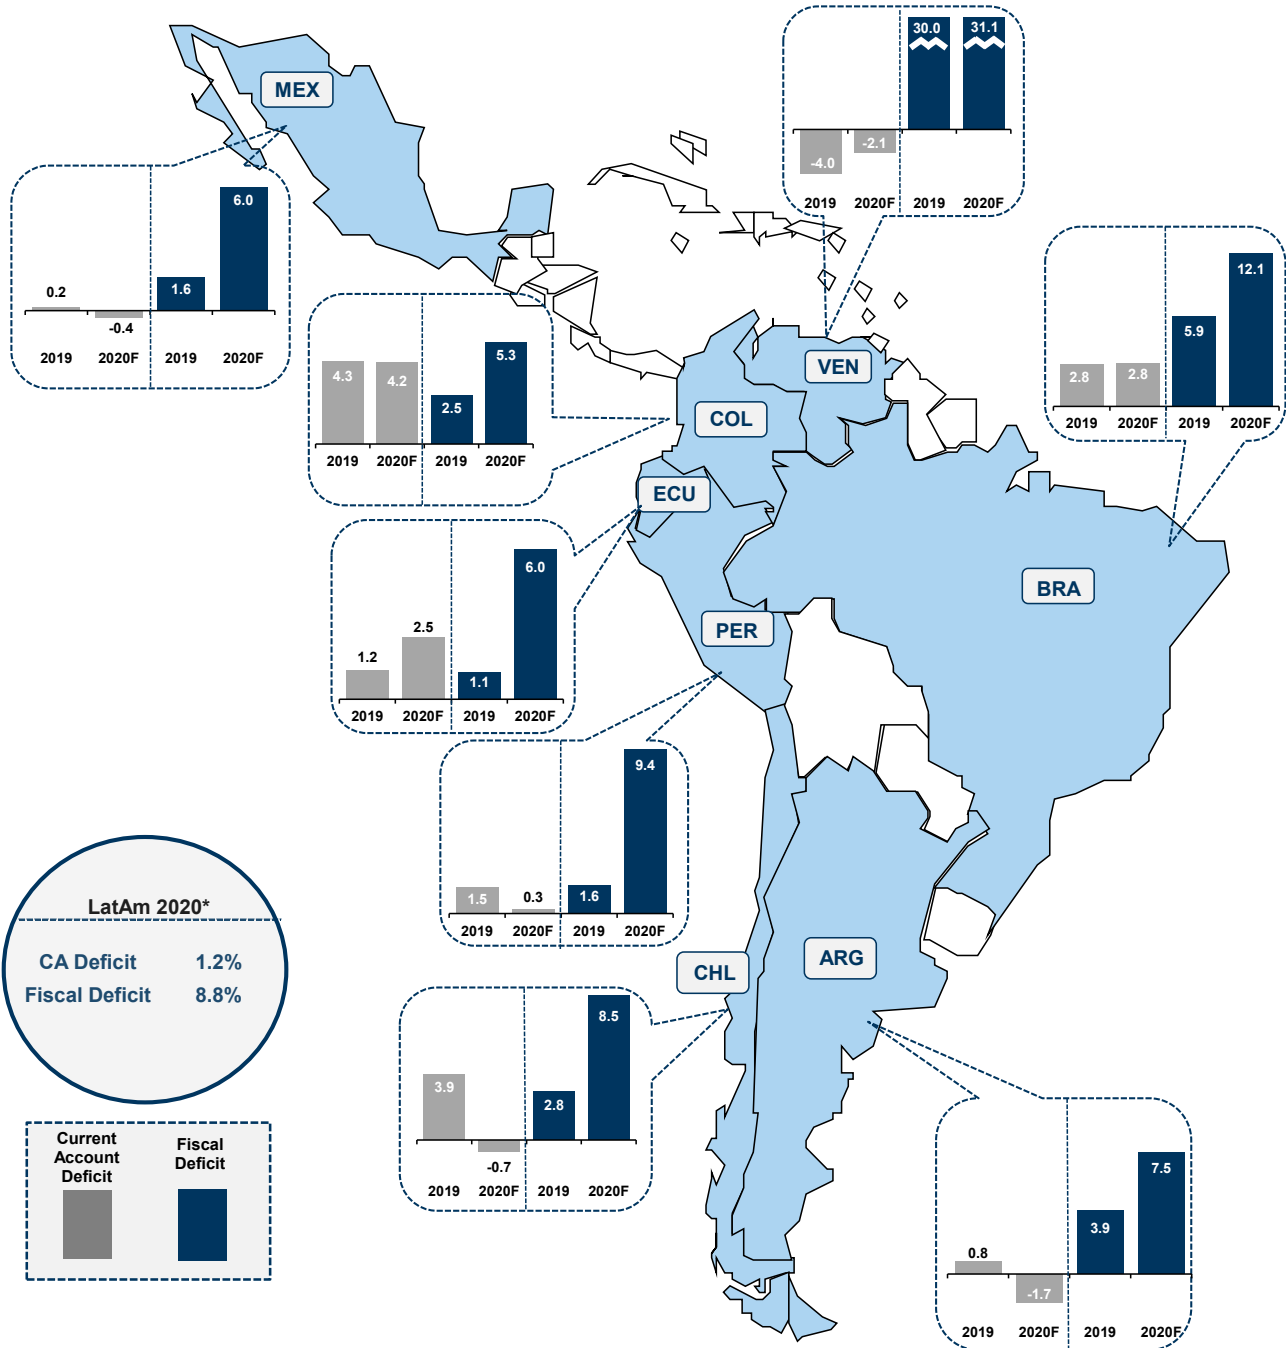 MEX
0.2
-0.4
1.6
6.0
2019 2020F 2019 2020F
-4.0
-2.1
30.0
31.1
2019 2020F 2019 2020F
2.8
2.8
5.9
12.1
2019 2020F 2019 2020F
VEN
4.3
4.2
2.5
5.3
2019 2020F 2019 2020F
COL
ECU
1.2
2.5
1.1
6.0
2019 2020F 2019 2020F
BRA
PER
1.5
0.3
1.6
9.4
2019 2020F 2019 2020F
LatAm 2020*
CA Deficit 1.2%
Fiscal Deficit 8.8%
CHL
ARG
3.9
-0.7
2.8
8.5
2019 2020F 2019 2020F
0.8
-1.7
3.9
7.5
2019 2020F 2019 2020F
Current
Account
Deficit
Fiscal
Deficit